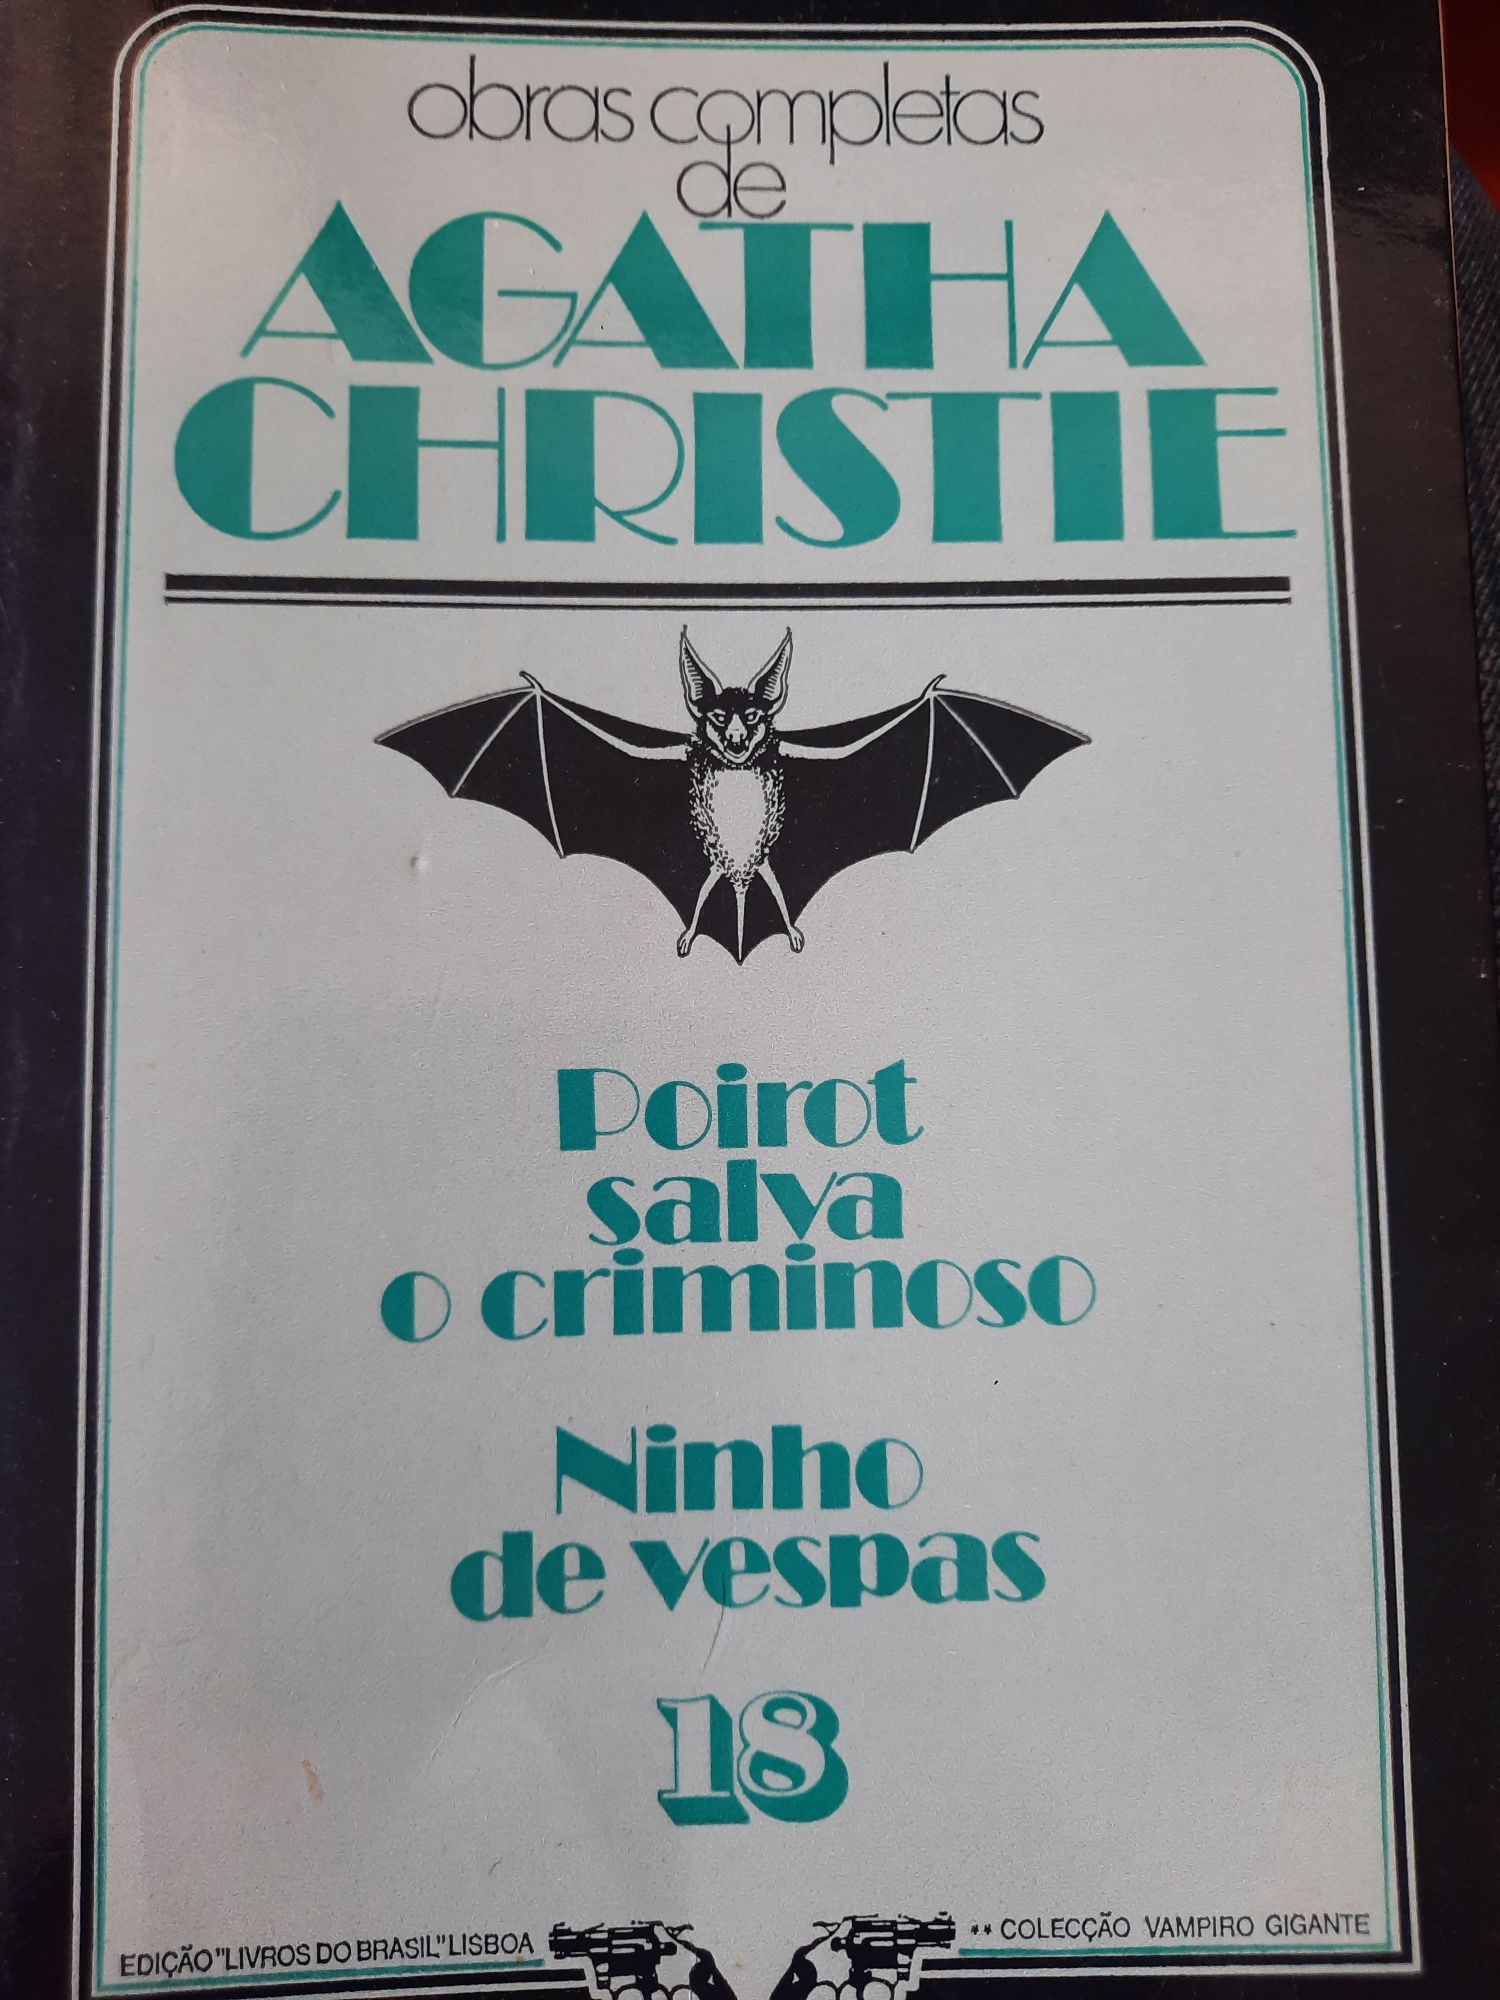 obras completas
de
AGATHA
CHRISTIE
Poirot
salva
o criminoso
Ninho
de vespas
18
EDIÇÃO "LIVROS DO BRASIL" LISBOA
** COLECÇÃO VAMPIRO GIGANTE